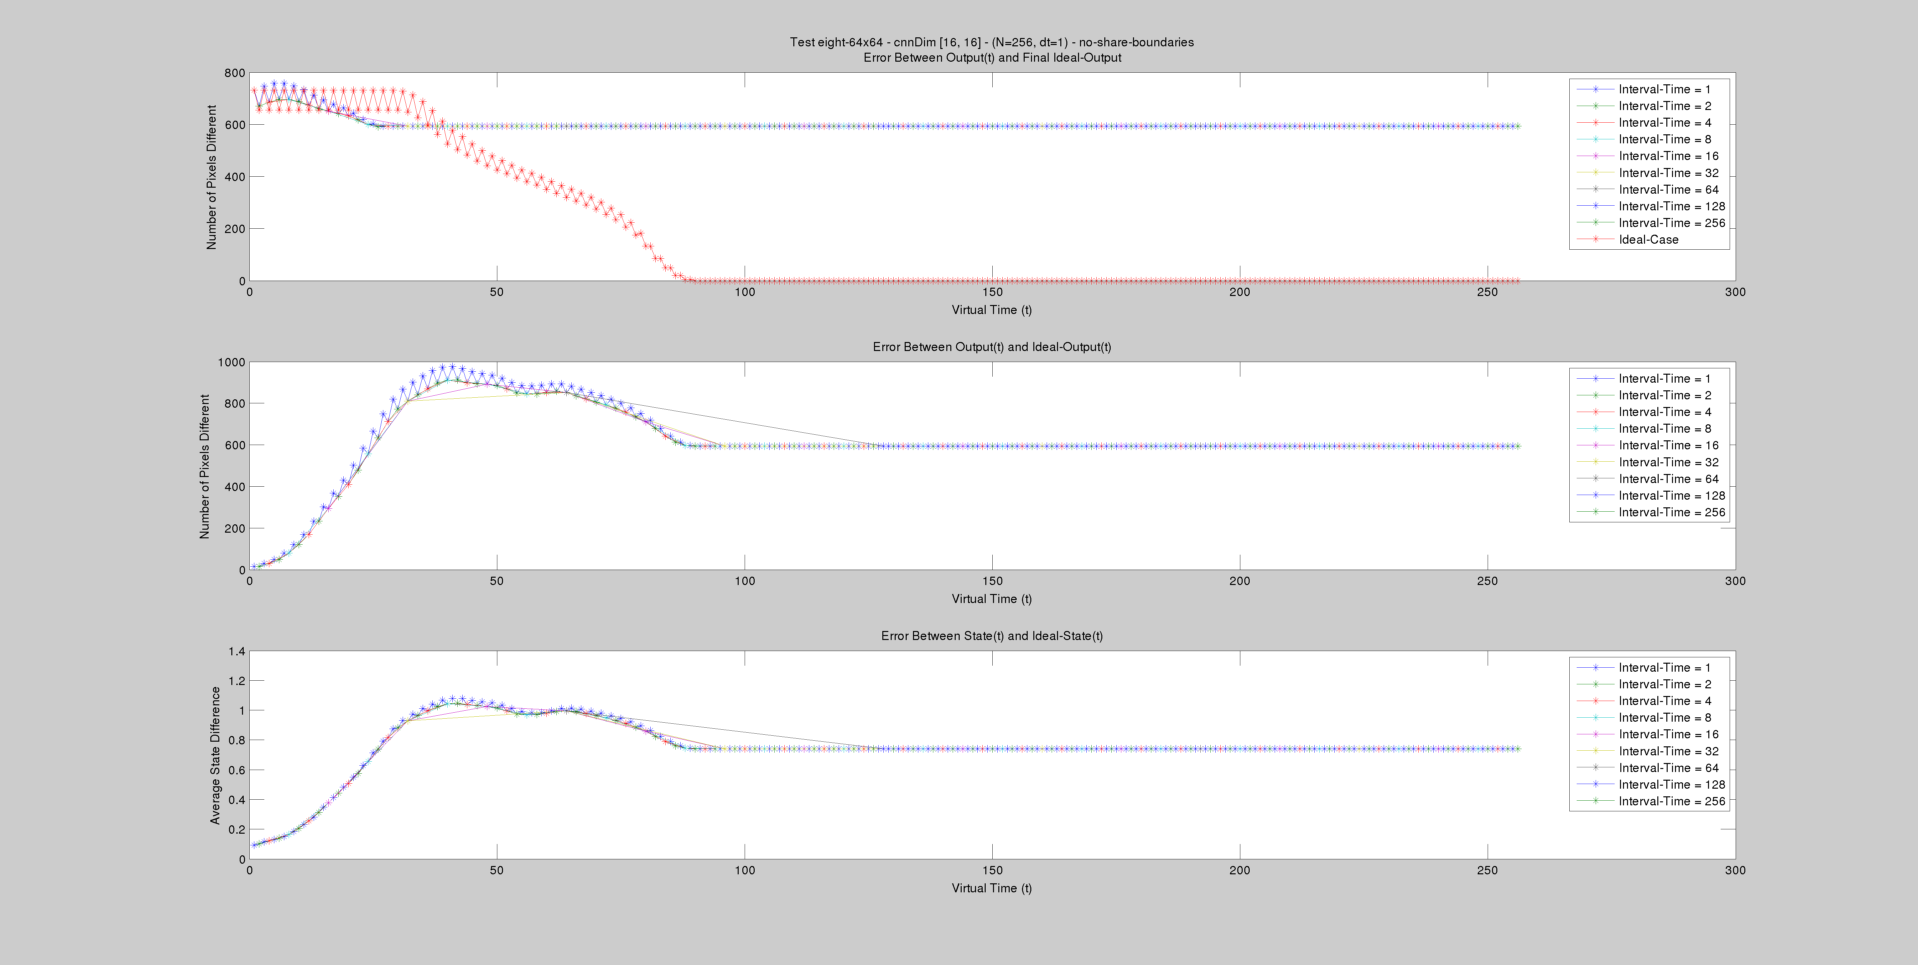 Test eight-64x64 - cnnDim [16, 16] - (N=256, dt=1) - no-share-boundaries
Error Between Output(t) and Final Ideal-Output
Number of Pixels Different
800
600
400
200
0
0 50 100 150 200 250 300
Virtual Time (t)
Interval-Time = 1
Interval-Time = 2
Interval-Time = 4
Interval-Time = 8
Interval-Time = 16
Interval-Time = 32
Interval-Time = 64
Interval-Time = 128
Interval-Time = 256
Ideal-Case
Error Between Output(t) and Ideal-Output(t)
Number of Pixels Different
1000
800
600
400
200
0
0 50 100 150 200 250 300
Virtual Time (t)
Interval-Time = 1
Interval-Time = 2
Interval-Time = 4
Interval-Time = 8
Interval-Time = 16
Interval-Time = 32
Interval-Time = 64
Interval-Time = 128
Interval-Time = 256
Error Between State(t) and Ideal-State(t)
Average State Difference
1.4
1.2
1
0.8
0.6
0.4
0.2
0
0 50 100 150 200 250 300
Virtual Time (t)
Interval-Time = 1
Interval-Time = 2
Interval-Time = 4
Interval-Time = 8
Interval-Time = 16
Interval-Time = 32
Interval-Time = 64
Interval-Time = 128
Interval-Time = 256